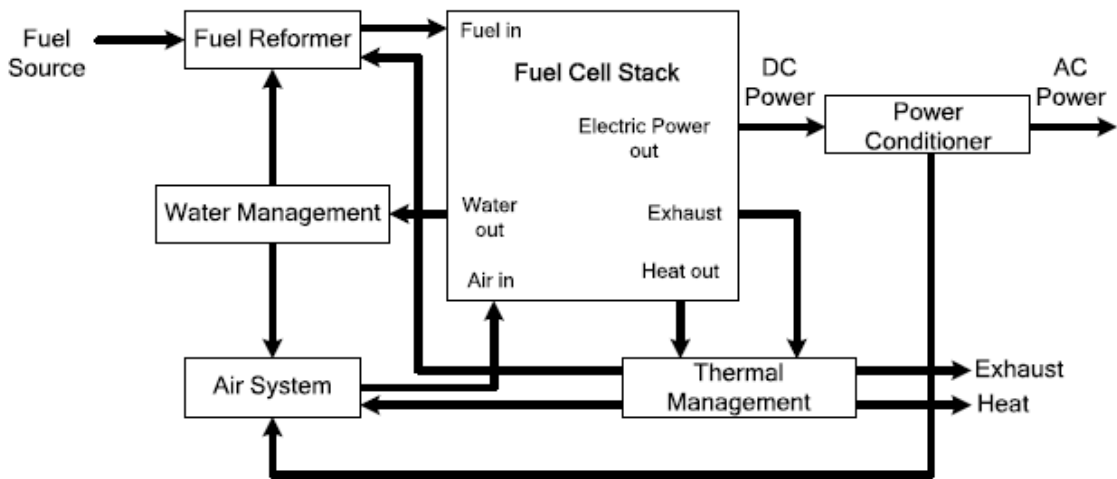 Fuel
Source
Fuel Reformer
Fuel in
Fuel Cell Stack
DC
Power
AC
Power
Electric Power
out
Power
Conditioner
Water Management
Water
out
Exhaust
Air in
Heat out
Air System
Thermal
Management
Exhaust
Heat